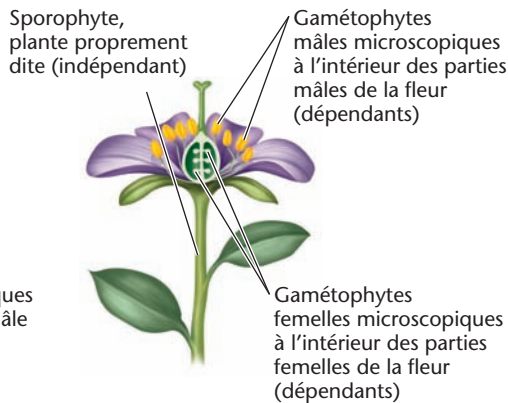 Sporophyte,
plante proprement
dite (indépendant)
Gamétophytes
mâles microscopiques
à l’intérieur des parties
mâles de la fleur
(dépendants)
Gamétophytes
femelles microscopiques
à l’intérieur des parties
femelles de la fleur
(dépendants)